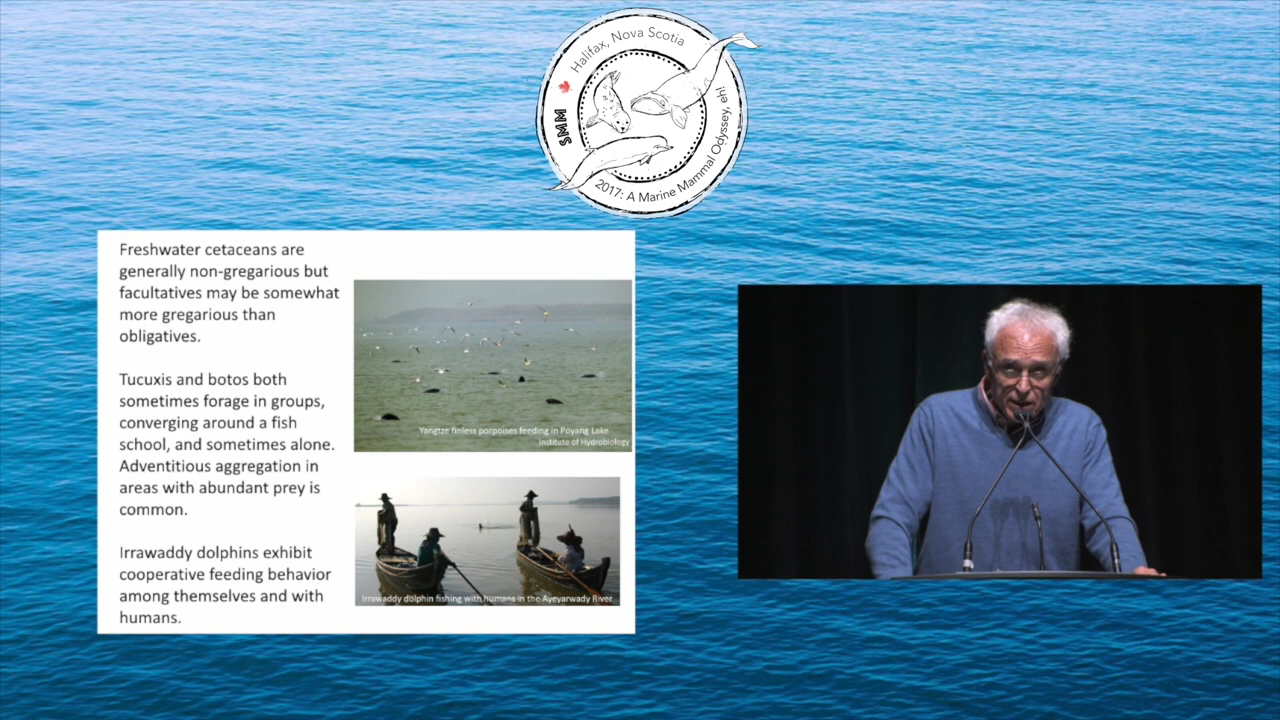 Halifax, Nova Scotia
SMM
2017: A Marine Mammal Odyssey, eh!
Freshwater cetaceans are
generally non-gregarious but
facultatives may be somewhat
more gregarious than
obligatives.
Tucuxis and botos both
sometimes forage in groups,
converging around a fish
school, and sometimes alone.
Adventitious aggregation in
areas with abundant prey is
common.
Irrawaddy dolphins exhibit
cooperative feeding behavior
among themselves and with
humans.
Yangtze finless porpoises feeding in Poyang Lake
Institute of Hydrobiology
Irrawaddy dolphin fishing with humans in the Ayeyarwady River